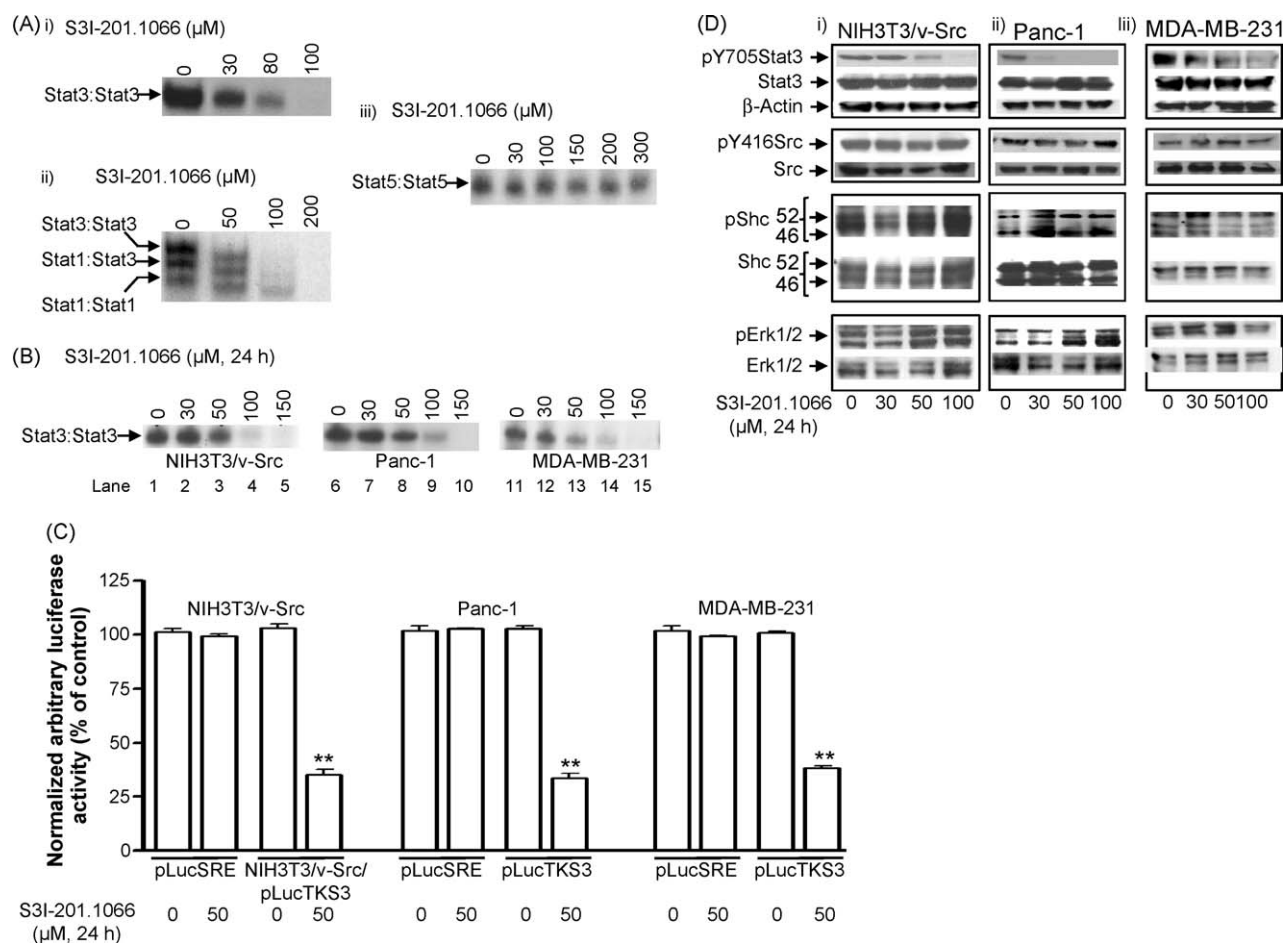 (A) i) S3I-201.1066 (µM)
0 30 80 100
Stat3:Stat3
ii) S3I-201.1066 (µM)
0 50 100 200
Stat3:Stat3
Stat1:Stat3
Stat1:Stat1
iii) S3I-201.1066 (µM)
0 30 100 150 200 300
Stat5:Stat5
(B) S3I-201.1066 (µM, 24 h)
0 30 50 100 150 0 30 50 100 150 0 30 50 100 150
Stat3:Stat3
NIH3T3/v-Src Panc-1 MDA-MB-231
Lane 1 2 3 4 5 6 7 8 9 10 11 12 13 14 15
(C)
Normalized arbitrary luciferase
activity (% of control)
125
100
75
50
25
0
NIH3T3/v-Src Panc-1 MDA-MB-231
** ** **
pLucSRE NIH3T3/v-Src/
pLucTKS3
pLucSRE pLucTKS3 pLucSRE pLucTKS3
S3I-201.1066
(µM, 24 h)
0 50 0 50 0 50 0 50 0 50 0 50
(D) i) NIH3T3/v-Src ii) Panc-1 Iii) MDA-MB-231
pY705Stat3
Stat3
β-Actin
pY416Src
Src
pShc 52
46
Shc 52
46
pErk1/2
Erk1/2
S3I-201.1066
(µM, 24 h)
0 30 50 100 0 30 50 100 0 30 50 100